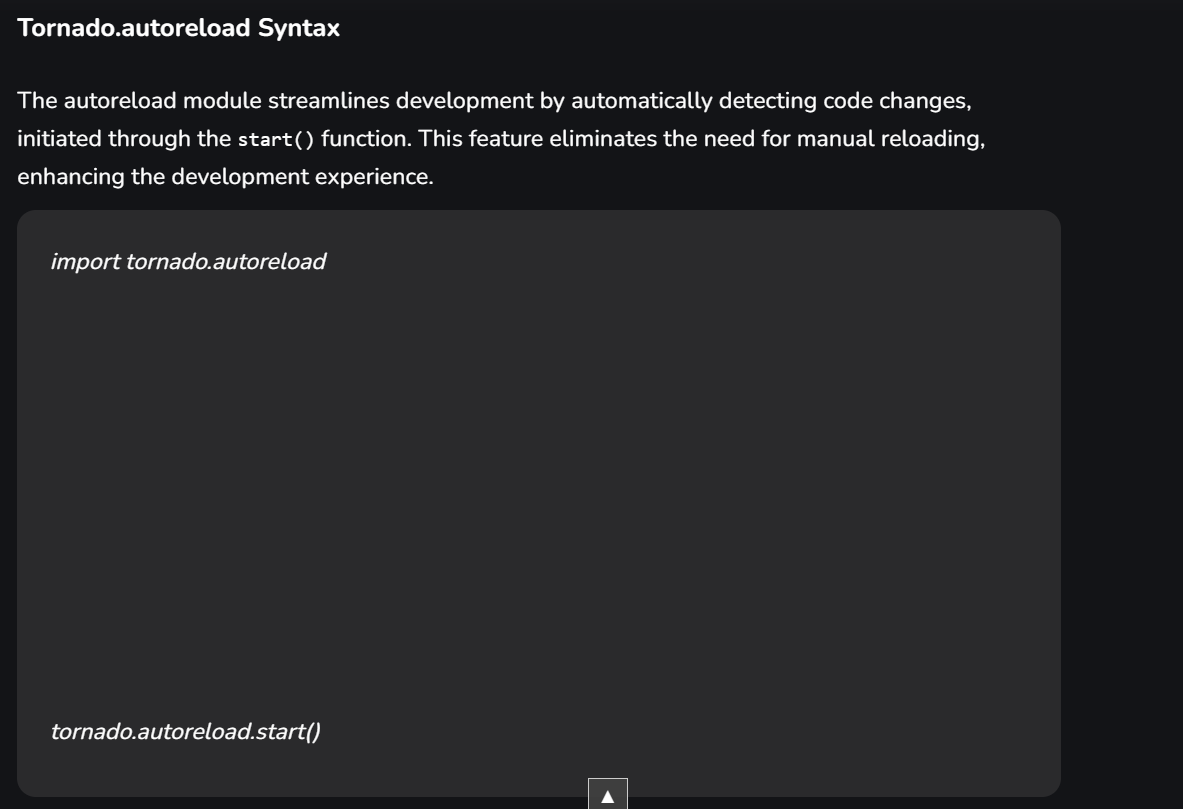 Tornado.autoreload Syntax
The autoreload module streamlines development by automatically detecting code changes,
initiated through the start() function. This feature eliminates the need for manual reloading,
enhancing the development experience.
import tornado.autoreload
tornado.autoreload.start()